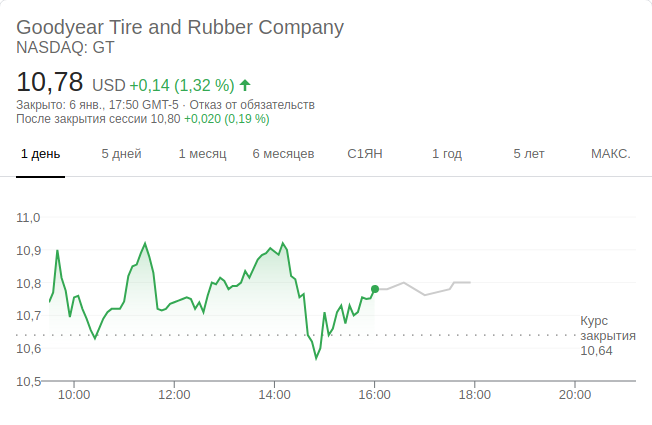 Goodyear Tire and Rubber Company
NASDAQ: GT
10,78 USD +0,14 (1,32 %)
Закрыто: 6 янв., 17:50 GMT-5 · Отказ от обязательств
После закрытия сессии 10,80 +0,020 (0,19 %)
1 день 5 дней 1 месяц 6 месяцев С1ЯН 1 год 5 лет МАКС.
11,0
10,9
10,8
10,7
10,6
10,5
Курс
закрытия
10,64
10:00 12:00 14:00 16:00 18:00 20:00